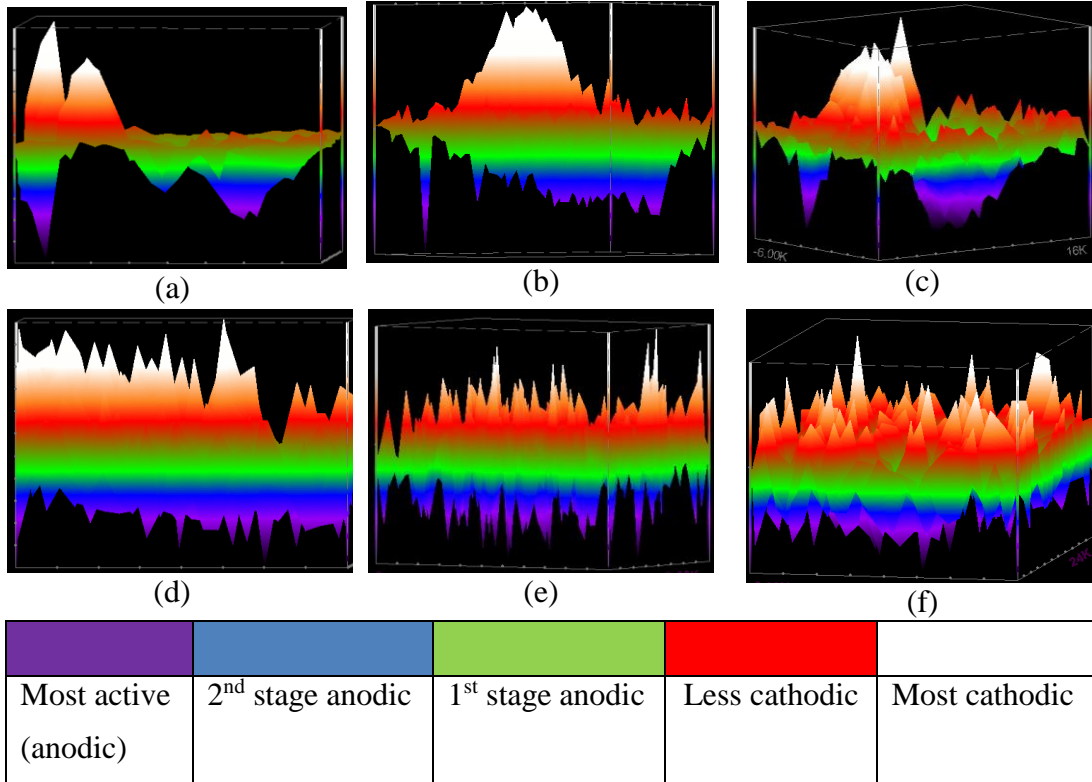 (a)
(b)
-6.00K
16K
(c)
(d)
(e)
24K
(f)
Most active
(anodic)
2nd stage anodic
1st stage anodic
Less cathodic
Most cathodic